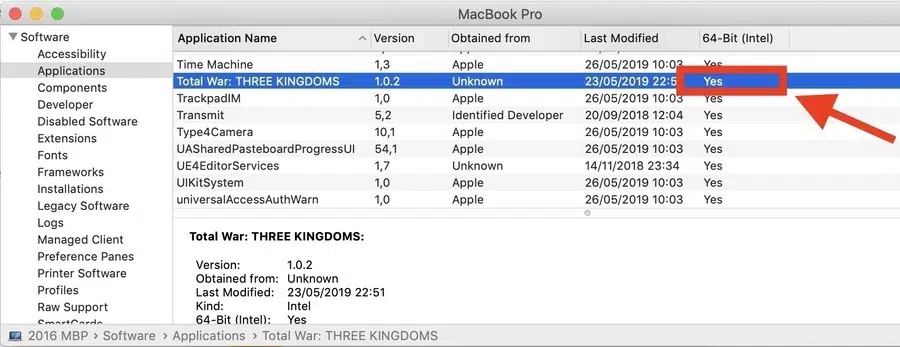 MacBook Pro
Software
Accessibility
Applications
Components
Developer
Disabled Software
Extensions
Fonts
Frameworks
Installations
Legacy Software
Logs
Managed Client
Preference Panes
Printer Software
Profiles
Raw Support
SmartCards
Application Name Version Obtained from Last Modified 64-Bit (Intel)
Time Machine 1,3 Apple 26/05/2019 10:03 Yes
Total War: THREE KINGDOMS 1.0.2 Unknown 23/05/2019 22:5 Yes
TrackpadIM 1,0 Apple 26/05/2019 10:03 Yes
Transmit 5,2 Identified Developer 20/09/2018 12:04 Yes
Type4Camera 10,1 Apple 26/05/2019 10:03 Yes
UASharedPasteboardProgressUI 54,1 Apple 26/05/2019 10:03 Yes
UE4EditorServices 1,7 Unknown 14/11/2018 23:34 Yes
UIKitSystem 1,0 Apple 26/05/2019 10:03 Yes
universalAccessAuthWarn 1,0 Apple 26/05/2019 10:03 Yes
Total War: THREE KINGDOMS:
Version: 1.0.2
Obtained from: Unknown
Last Modified: 23/05/2019 22:51
Kind: Intel
64-Bit (Intel): Yes
2016 MBP › Software › Applications › Total War: THREE KINGDOMS